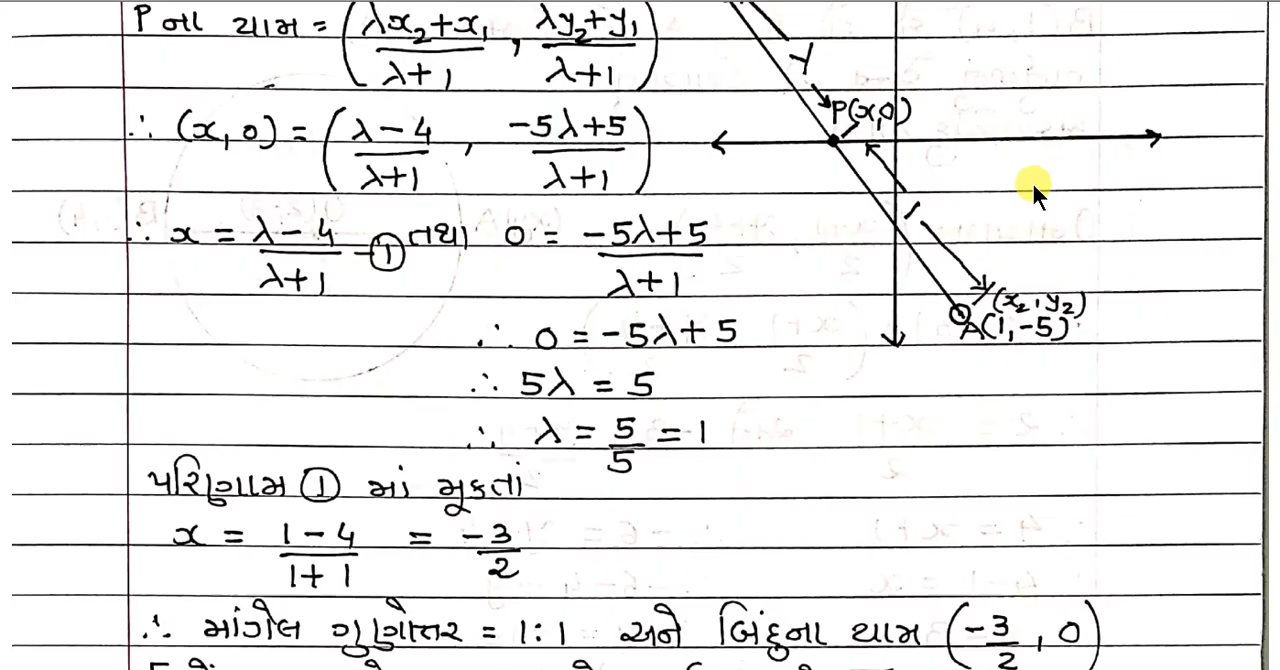 P ના યામ = (λx₂+x₁/λ+1 , λy₂+y₁/λ+1)
∴ (x, 0) = (λ-4/λ+1 , -5λ+5/λ+1)
∴ x = λ-4/λ+1 -① તથા 0 = -5λ+5/λ+1
∴ 0 = -5λ+5
∴ 5λ = 5
∴ λ = 5/5 = 1
પરિણામ ① માં મૂકતાં
x = 1-4/1+1 = -3/2
∴ માંગેલ ગુણોત્તર = 1:1 અને બિંદુના યામ (-3/2, 0)
P(x,0)
(x₂, y₂)
A(1,-5)